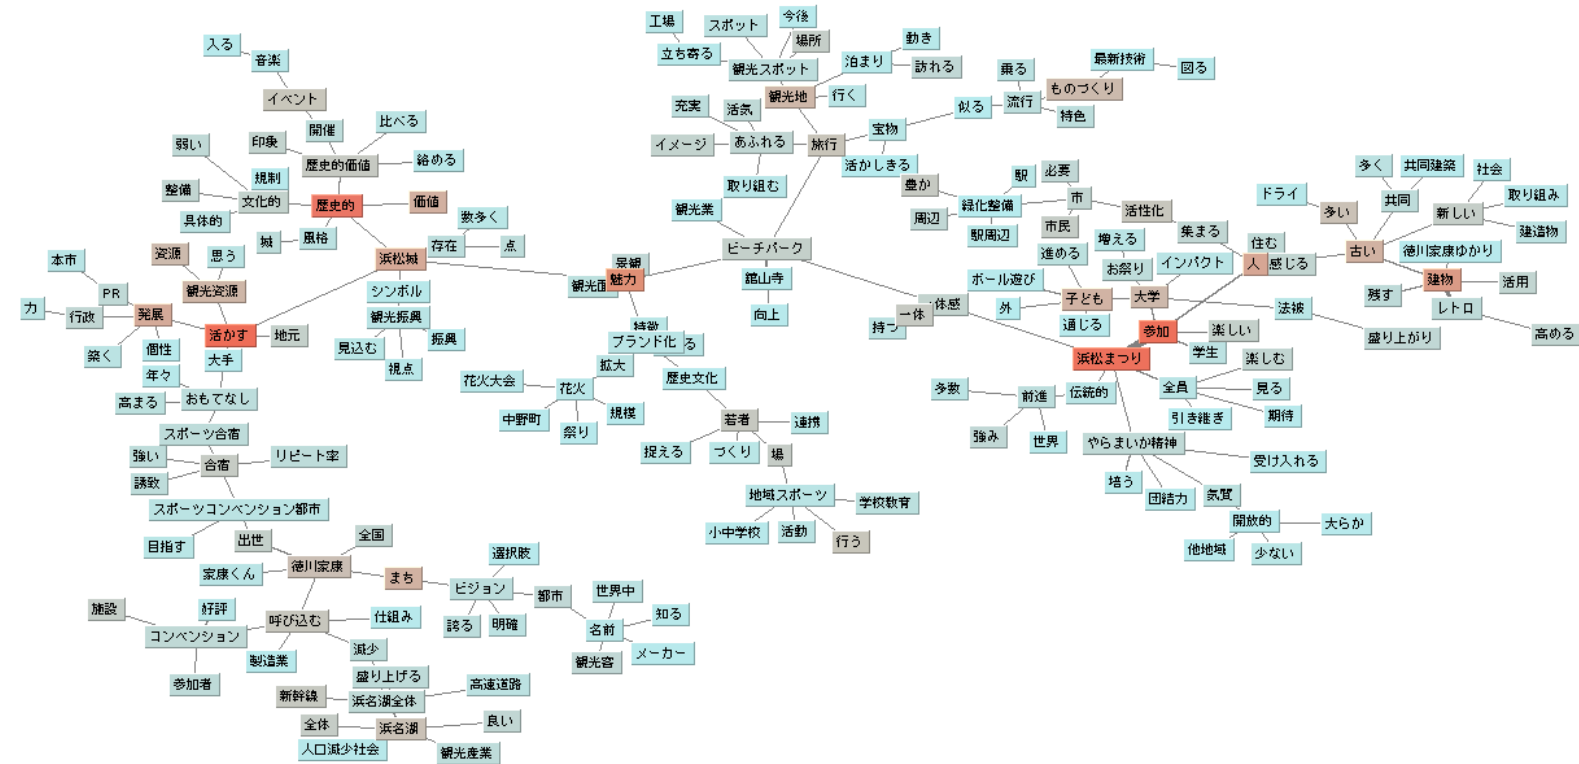 工場
スポット
今後
場所
立ち寄る
観光スポット
動き
泊まり
訪れる
観光地
行く
入る
音楽
イベント
開催
比べる
印象
歴史的価値
絡める
弱い
規制
整備
文化的
具体的
歴史的
価値
城
風格
数多く
存在
点
充実
活気
イメージ
あふれる
旅行
取り組む
宝物
活かしきる
似る
乗る
流行
特色
最新技術
図る
ものづくり
観光業
ビーチパーク
舘山寺
向上
豊か
駅
必要
周辺
緑化整備
駅周辺
市
市民
活性化
集まる
住む
人
感じる
ドライ
多く
共同建築
社会
多い
共同
新しい
取り組み
建造物
古い
徳川家康ゆかり
建物
活用
残す
レトロ
高める
資源
思う
本市
観光資源
浜松城
PR
力
行政
発展
築く
個性
活かす
地元
大手
シンボル
観光振興
見込む
視点
振興
景観
観光面
魅力
特徴
ブランド化
る
歴史文化
進める
増える
お祭り
インパクト
ボール遊び
外
子ども
通じる
大学
法被
盛り上がり
体感
一体
持つ
参加
楽しい
学生
浜松まつり
楽しむ
全員
見る
引き継ぎ
期待
多数
前進
伝統的
強み
世界
やらまいか精神
受け入れる
培う
団結力
気質
開放的
大らか
他地域
少ない
年々
高まる
おもてなし
スポーツ合宿
強い
合宿
リピート率
誘致
スポーツコンベンション都市
目指す
出世
全国
花火大会
花火
拡大
中野町
祭り
規模
若者
連携
捉える
づくり
場
地域スポーツ
学校教育
小中学校
活動
行う
家康くん
徳川家康
まち
選択肢
ビジョン
誇る
明確
都市
世界中
名前
知る
観光客
メーカー
施設
好評
コンベンション
呼び込む
仕組み
製造業
参加者
減少
盛り上げる
新幹線
浜名湖全体
高速道路
全体
浜名湖
良い
人口減少社会
観光産業